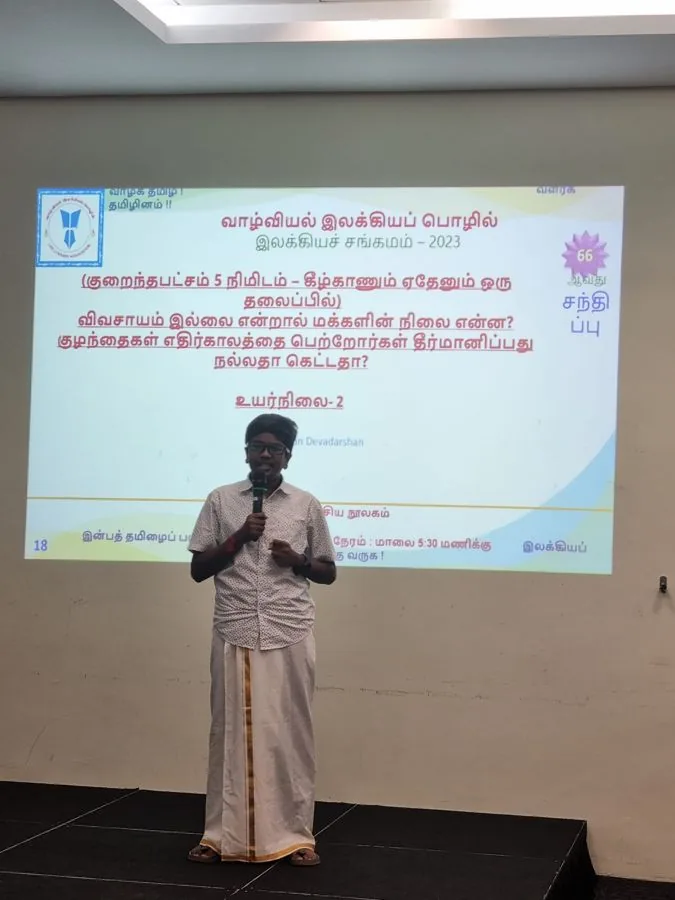 வாழ்க தமிழ் !
தமிழினம் !!
வளர்க
வாழ்வியல் இலக்கியப் பொழில்
இலக்கியச் சங்கமம் – 2023
66
ஆவது
சந்தி
ப்பு
(குறைந்தபட்சம் 5 நிமிடம் – கீழ்காணும் ஏதேனும் ஒரு
தலைப்பில்)
விவசாயம் இல்லை என்றால் மக்களின் நிலை என்ன?
குழந்தைகள் எதிர்காலத்தை பெற்றோர்கள் தீர்மானிப்பது
நல்லதா கெட்டதா?
உயர்நிலை- 2
Devadarshan
நூலகம்
18 இன்பத் தமிழைப் நேரம் : மாலை 5:30 மணிக்கு இலக்கியப்
வருக !